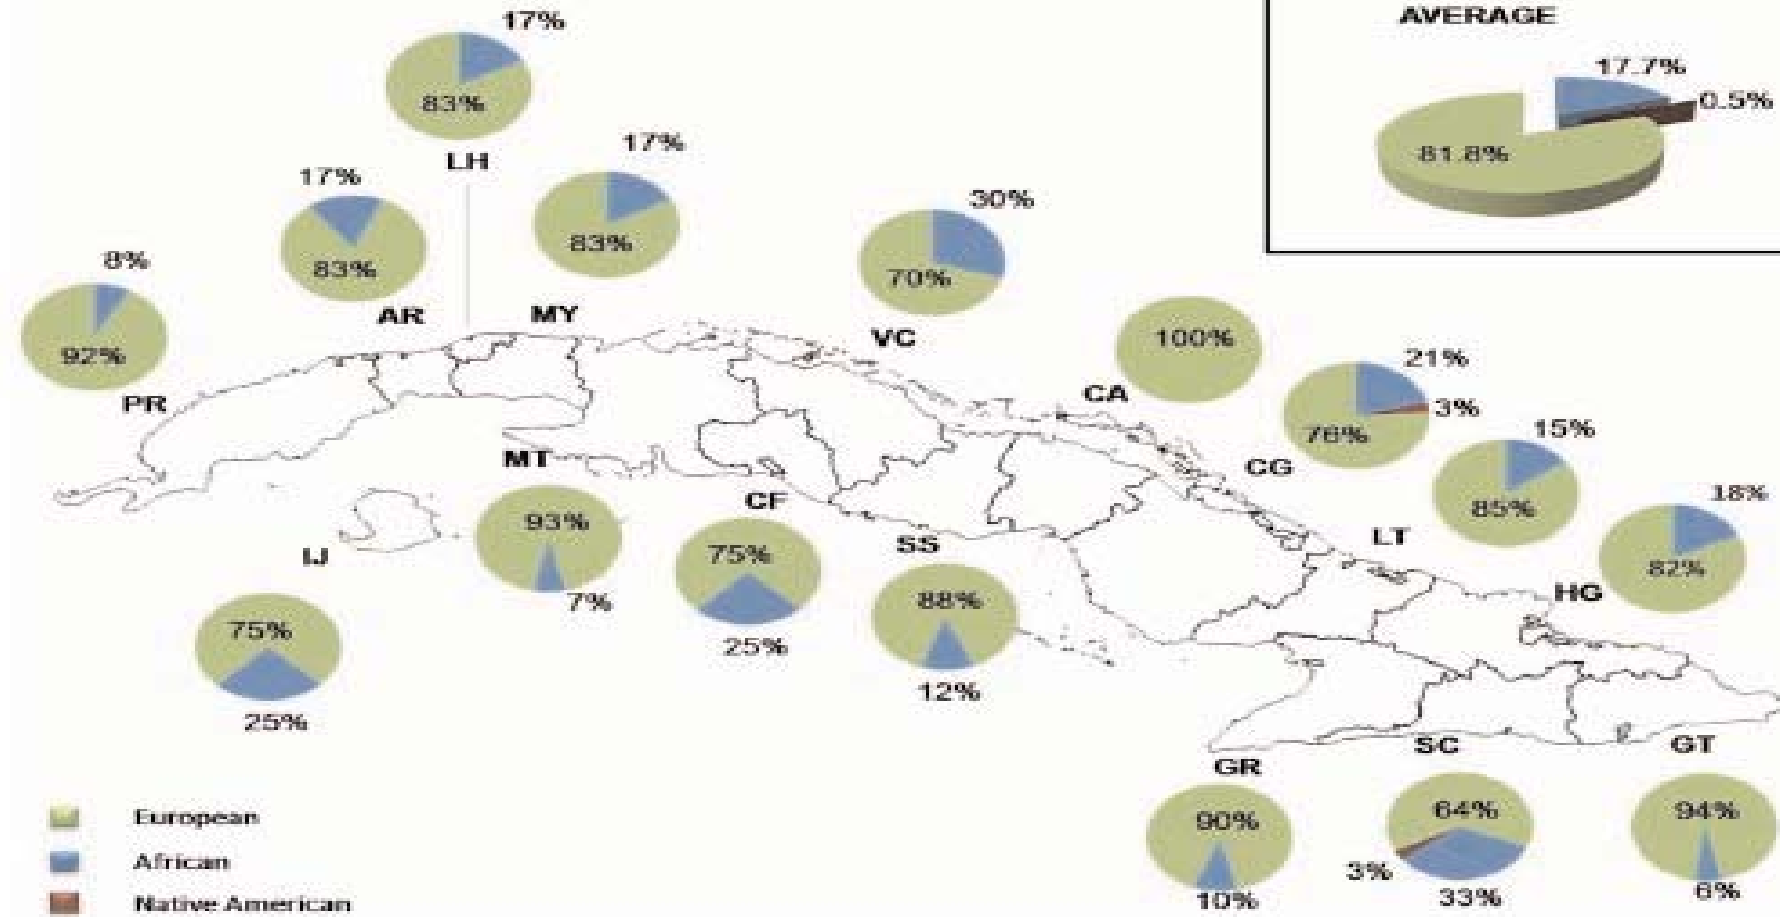 AVERAGE
17.7%
0.5%
81.8%
17%
83%
LH
17%
83%
AR
17%
83%
MY
8%
92%
PR
30%
70%
VC
100%
CA
21%
3%
76%
CG
15%
85%
LT
18%
82%
HG
MT
93%
7%
CF
75%
25%
SS
88%
12%
IJ
75%
25%
GR
90%
10%
SC
64%
3%
33%
GT
94%
6%
European
African
Native American